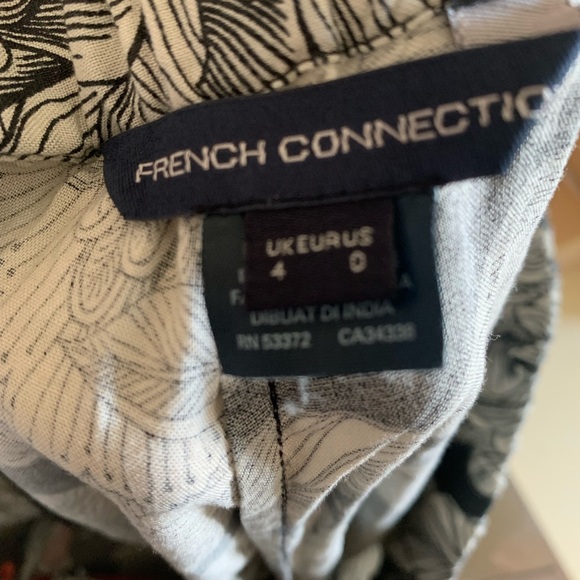 FRENCH CONNECTIO
UK EUR US
4 0
DIBUAT DI INDIA
RN 53372 CA34338